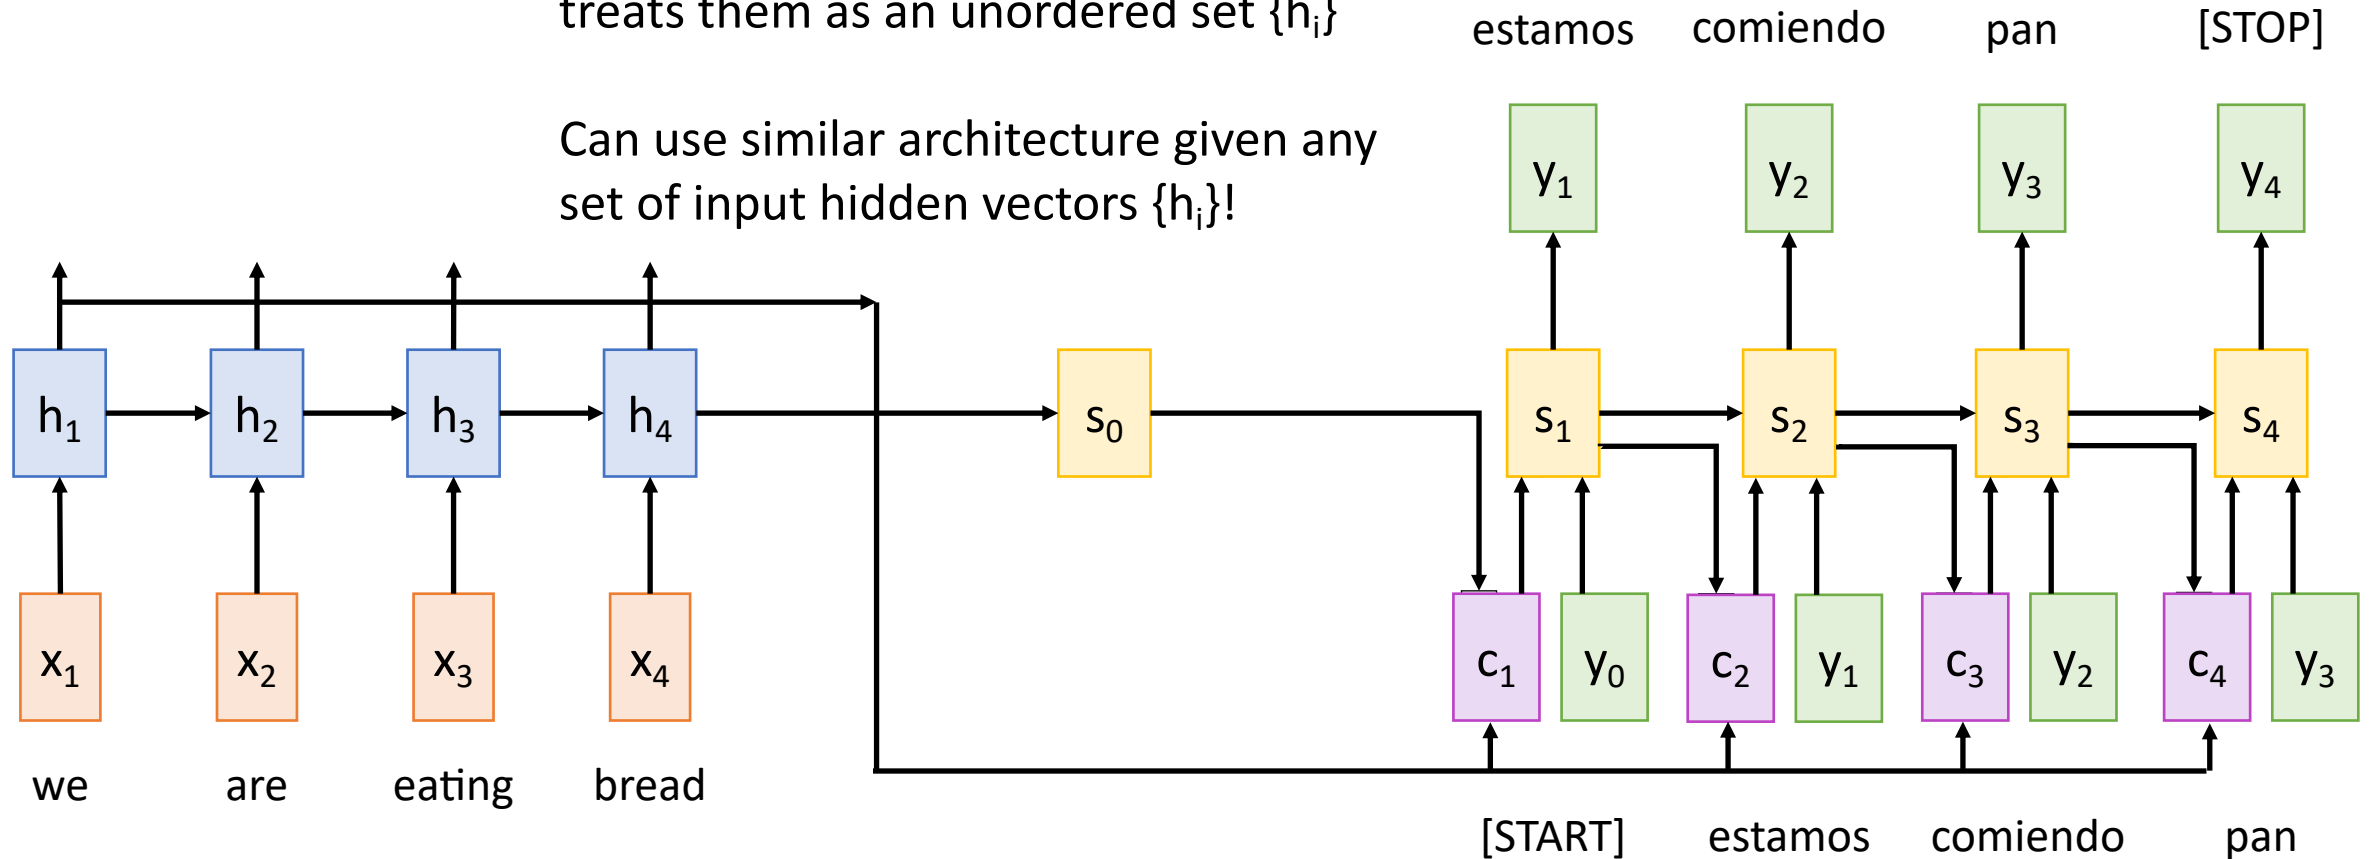 treats them as an unordered set {hᵢ}
estamos comiendo pan [STOP]
Can use similar architecture given any
set of input hidden vectors {hᵢ}!
y₁ y₂ y₃ y₄
h₁ h₂ h₃ h₄ s₀ s₁ s₂ s₃ s₄
x₁ x₂ x₃ x₄ c₁ y₀ c₂ y₁ c₃ y₂ c₄ y₃
we are eating bread
[START] estamos comiendo pan